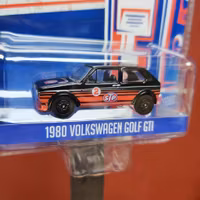 STP
1980 VOLKSWAGEN GOLF GTI